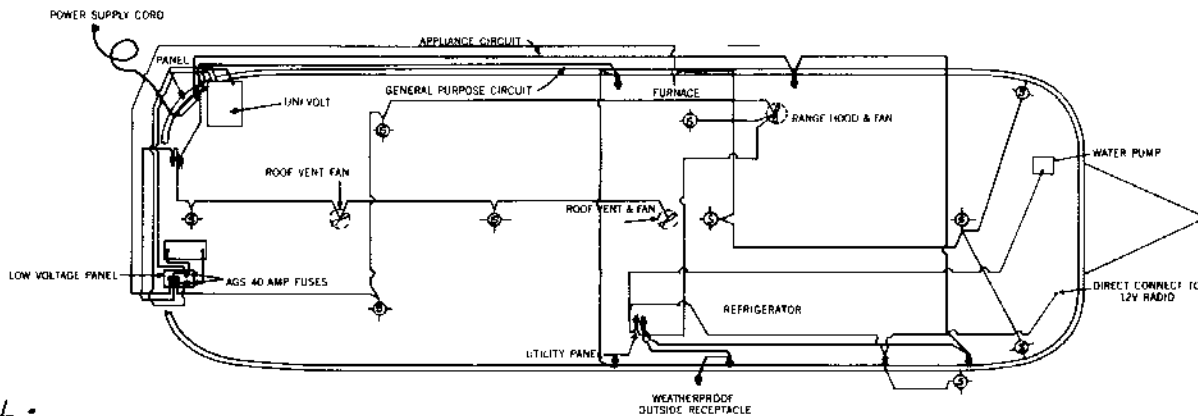 POWER SUPPLY CORD
APPLIANCE CIRCUIT
PANEL
GENERAL PURPOSE CIRCUIT
FURNACE
UNIVOLT
RANGE HOOD & FAN
WATER PUMP
ROOF VENT FAN
ROOF VENT & FAN
S
S
S
S
S
S
S
S
S
S
LOW VOLTAGE PANEL
AGS 40 AMP FUSES
DIRECT CONNECT TO
12V RADIO
REFRIGERATOR
UTILITY PANEL
WEATHERPROOF
OUTSIDE RECEPTACLE